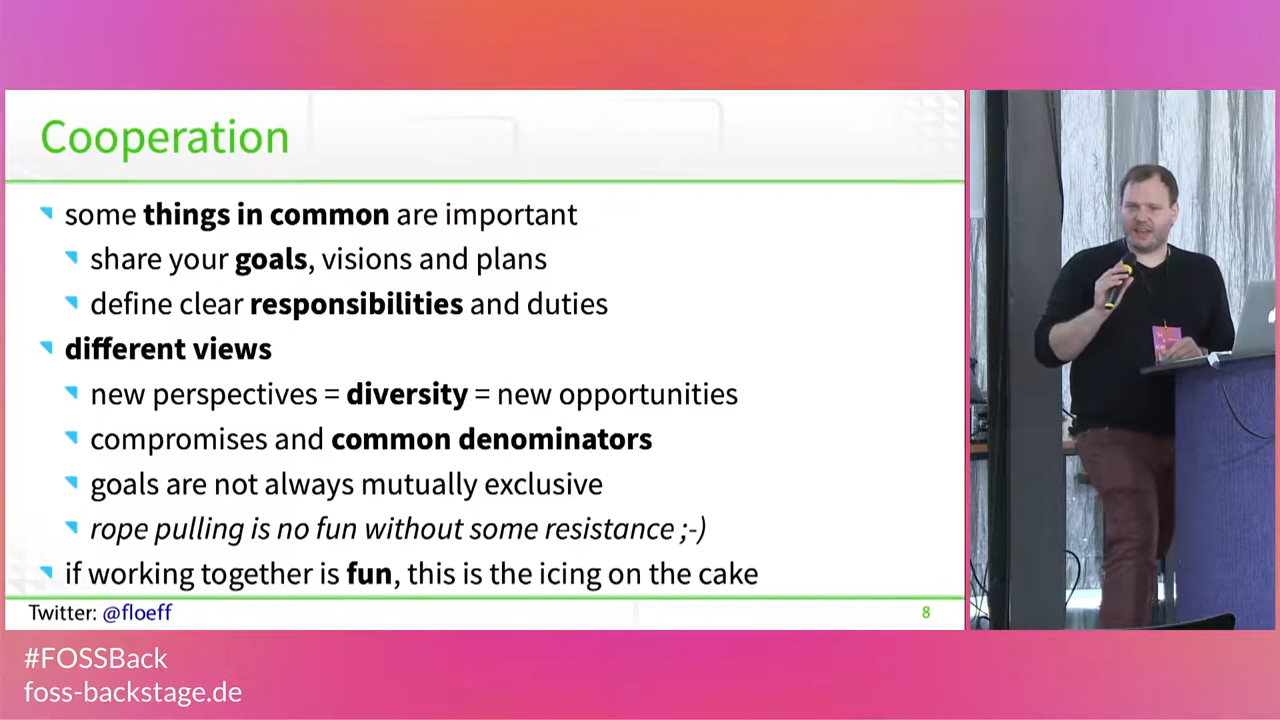 Cooperation
some things in common are important
share your goals, visions and plans
define clear responsibilities and duties
different views
new perspectives = diversity = new opportunities
compromises and common denominators
goals are not always mutually exclusive
rope pulling is no fun without some resistance ;-)
if working together is fun, this is the icing on the cake
Twitter: @floeff
8
#FOSSBack
foss-backstage.de